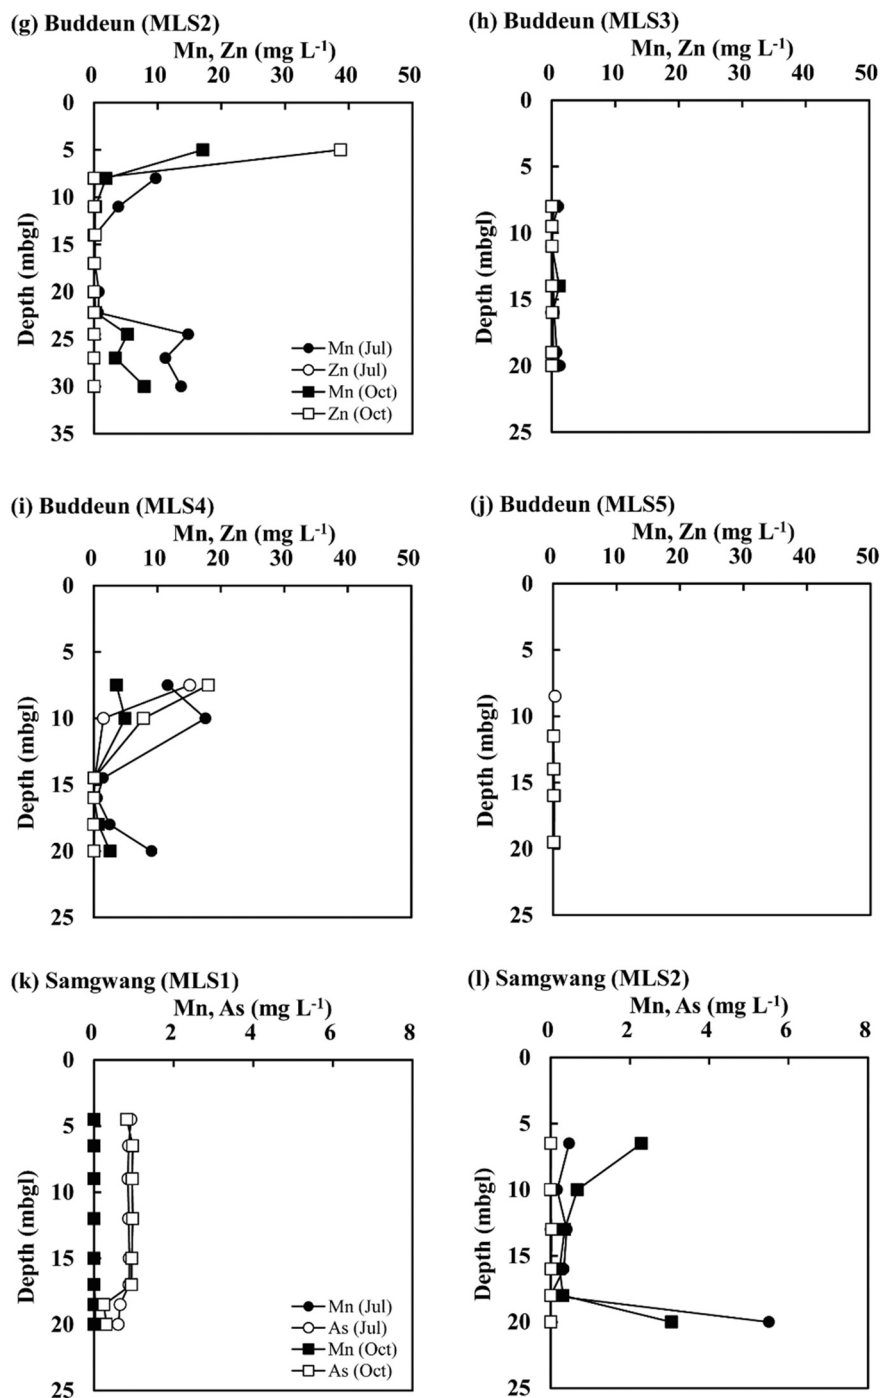 (g) Buddeun (MLS2)
Mn, Zn (mg L⁻¹)
0 10 20 30 40 50
0
5
10
15
20
25
30
35
Depth (mbgl)
Mn (Jul)
Zn (Jul)
Mn (Oct)
Zn (Oct)
(h) Buddeun (MLS3)
Mn, Zn (mg L⁻¹)
0 10 20 30 40 50
0
5
10
15
20
25
Depth (mbgl)
(i) Buddeun (MLS4)
Mn, Zn (mg L⁻¹)
0 10 20 30 40 50
0
5
10
15
20
25
Depth (mbgl)
(j) Buddeun (MLS5)
Mn, Zn (mg L⁻¹)
0 10 20 30 40 50
0
5
10
15
20
25
Depth (mbgl)
(k) Samgwang (MLS1)
Mn, As (mg L⁻¹)
0 2 4 6 8
0
5
10
15
20
25
Depth (mbgl)
Mn (Jul)
As (Jul)
Mn (Oct)
As (Oct)
(l) Samgwang (MLS2)
Mn, As (mg L⁻¹)
0 2 4 6 8
0
5
10
15
20
25
Depth (mbgl)